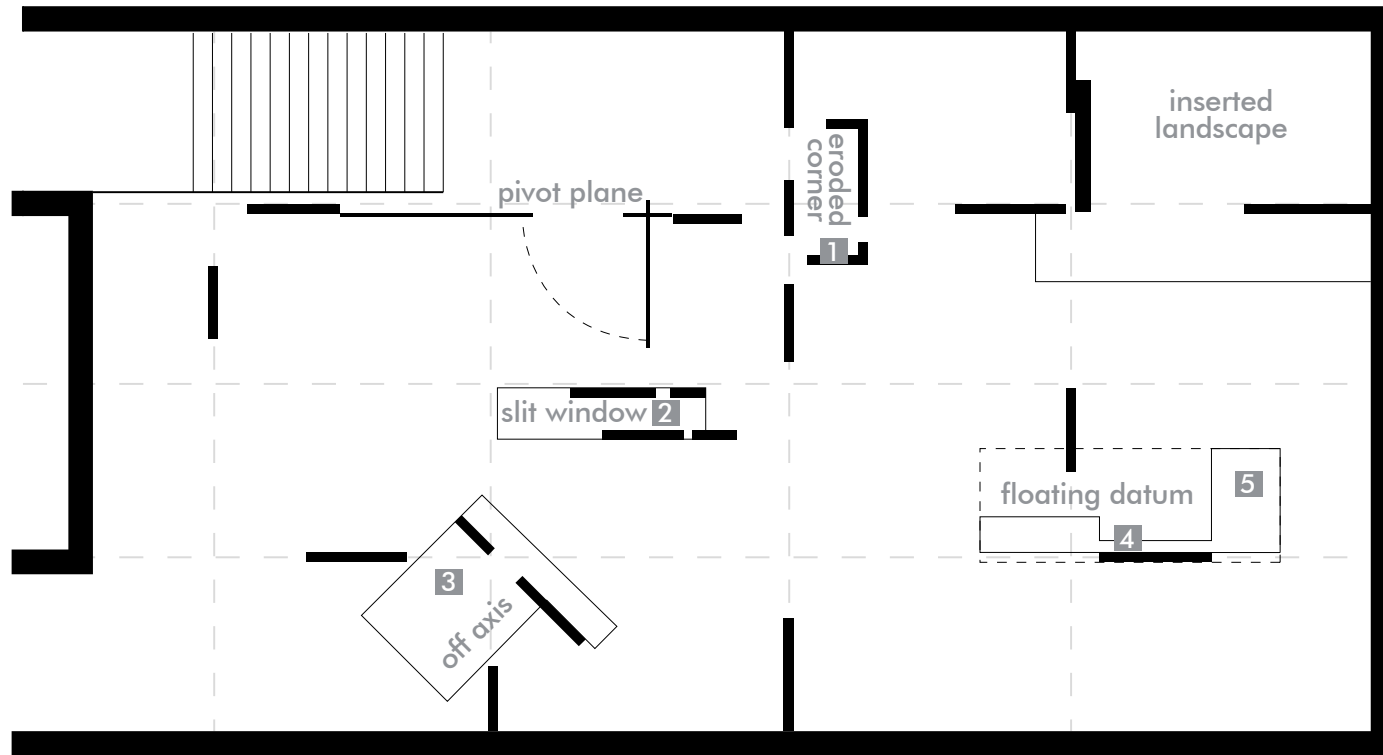 inserted
landscape
pivot plane
eroded
corner
1
slit window 2
floating datum
5
4
3
off axis